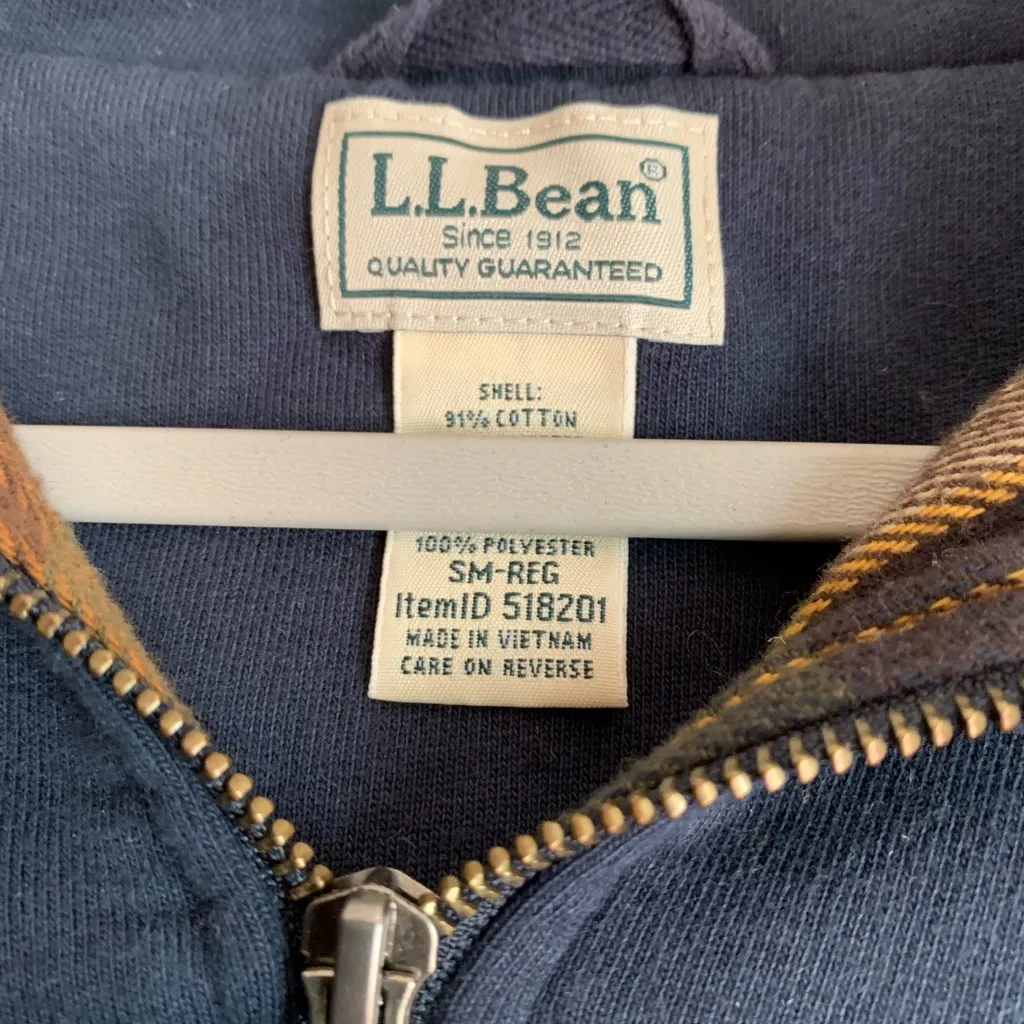 L.L.Bean®
Since 1912
QUALITY GUARANTEED
SHELL:
91% COTTON
100% POLYESTER
SM-REG
ItemID 518201
MADE IN VIETNAM
CARE ON REVERSE